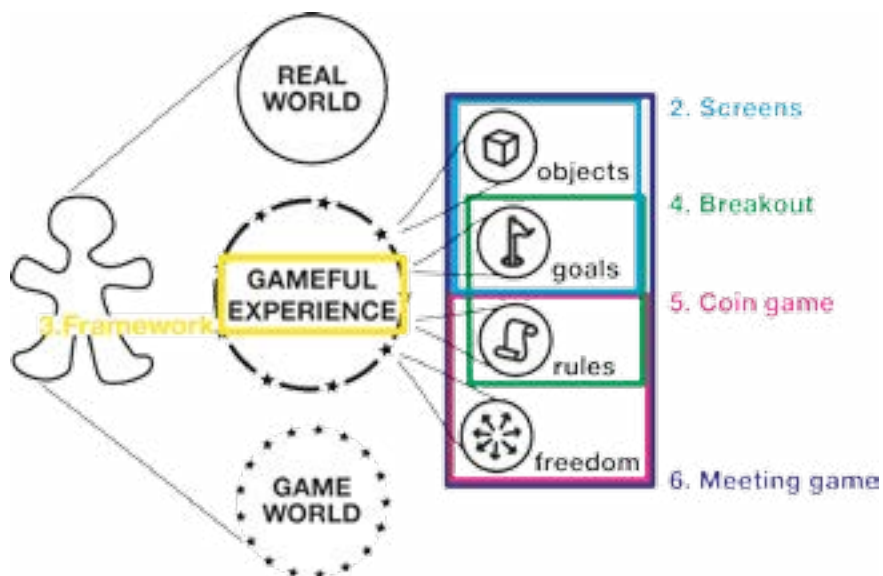 REAL
WORLD
2. Screens
objects
4. Breakout
GAMEFUL
EXPERIENCE
goals
3.Framework
5. Coin game
rules
freedom
6. Meeting game
GAME
WORLD